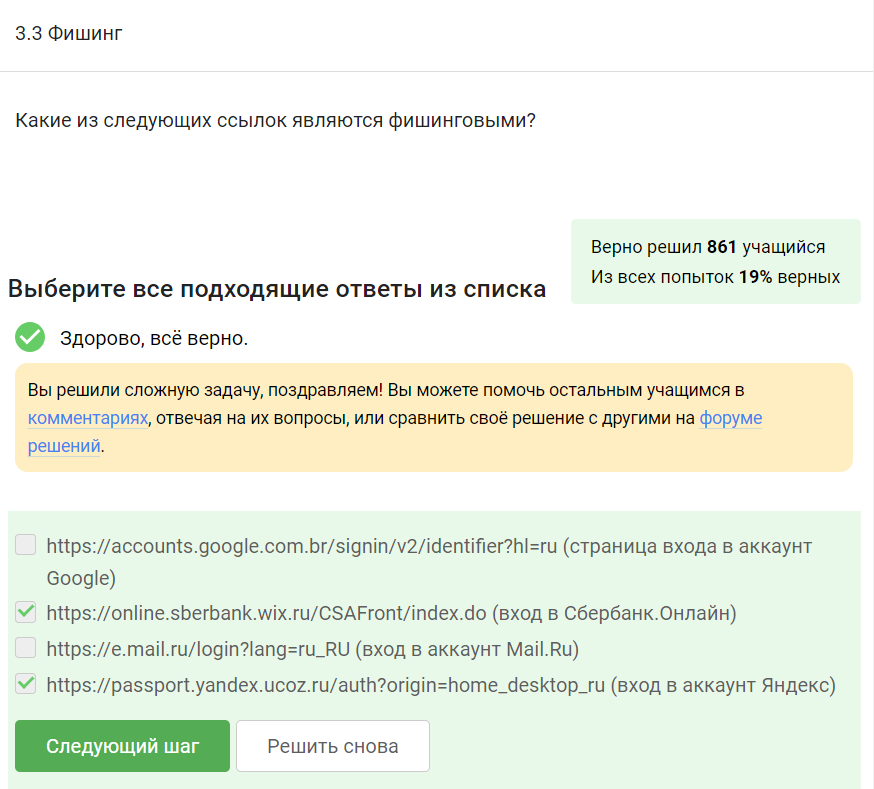 3.3 Фишинг
Какие из следующих ссылок являются фишинговыми?
Верно решил 861 учащийся
Из всех попыток 19% верных
Выберите все подходящие ответы из списка
Здорово, всё верно.
Вы решили сложную задачу, поздравляем! Вы можете помочь остальным учащимся в
комментариях, отвечая на их вопросы, или сравнить своё решение с другими на форуме
решений.
https://accounts.google.com.br/signin/v2/identifier?hl=ru (страница входа в аккаунт
Google)
https://online.sberbank.wix.ru/CSAFront/index.do (вход в Сбербанк.Онлайн)
https://e.mail.ru/login?lang=ru_RU (вход в аккаунт Mail.Ru)
https://passport.yandex.ucoz.ru/auth?origin=home_desktop_ru (вход в аккаунт Яндекс)
Следующий шаг
Решить снова